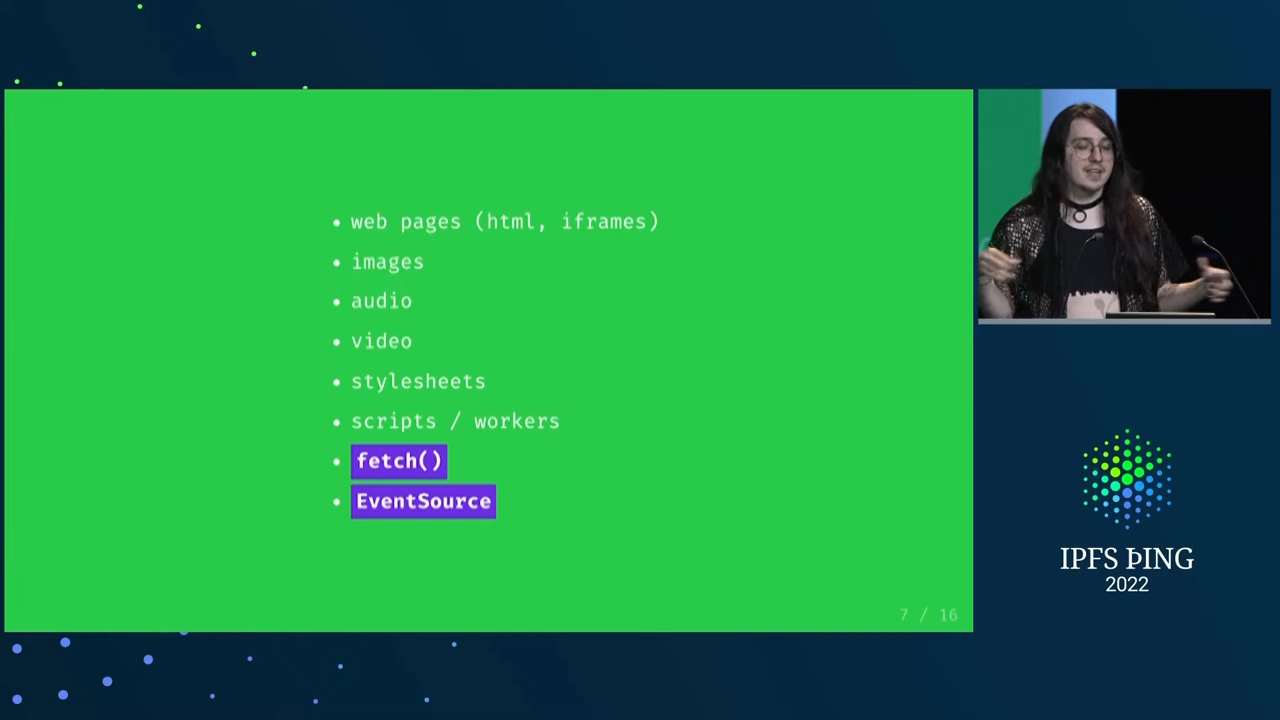 • web pages (html, iframes)
• images
• audio
• video
• stylesheets
• scripts / workers
• fetch()
• EventSource
7 / 16
IPFS ÞING
2022